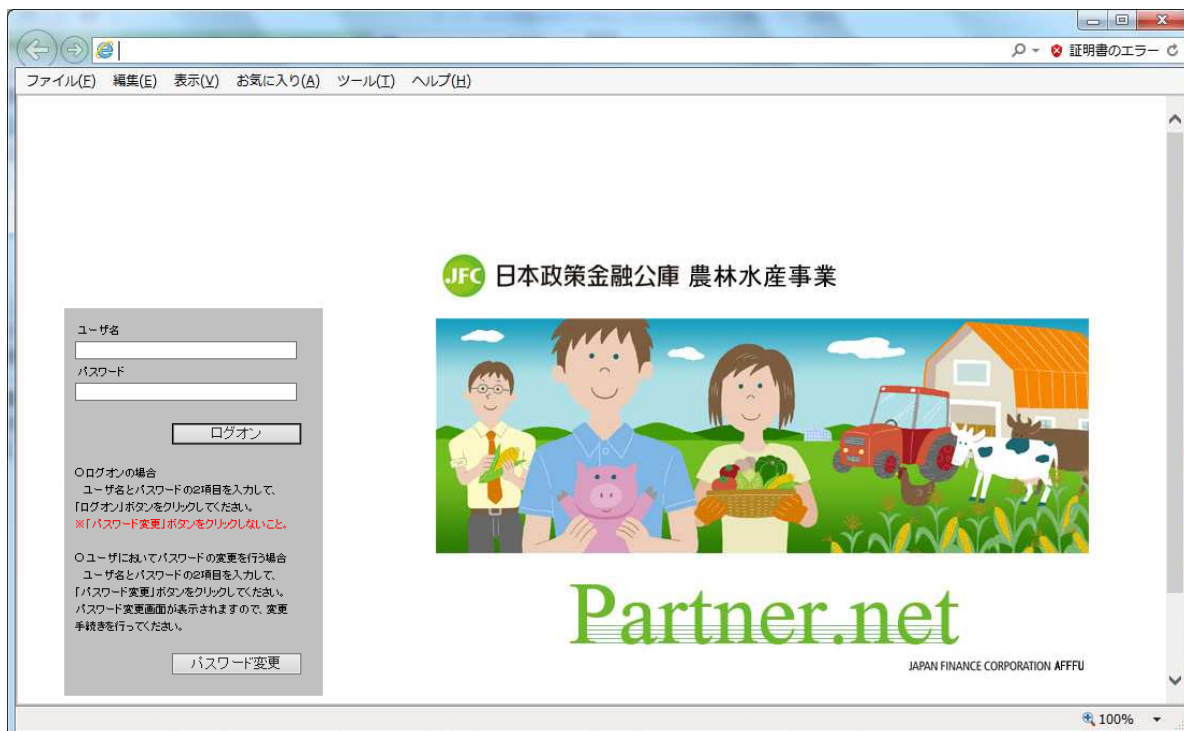 証明書のエラー
ファイル(F) 編集(E) 表示(V) お気に入り(A) ツール(T) ヘルプ(H)
JFC 日本政策金融公庫 農林水産事業
ユーザ名
パスワード
ログオン
○ログオンの場合
ユーザ名とパスワードの2項目を入力して、
「ログオン」ボタンをクリックしてください。
※「パスワード変更」ボタンをクリックしないこと。
○ユーザにおいてパスワードの変更を行う場合
ユーザ名とパスワードの2項目を入力して、
「パスワード変更」ボタンをクリックしてください。
パスワード変更画面が表示されますので、変更
手続きを行ってください。
パスワード変更
Partner.net
JAPAN FINANCE CORPORATION AFFFU
100%